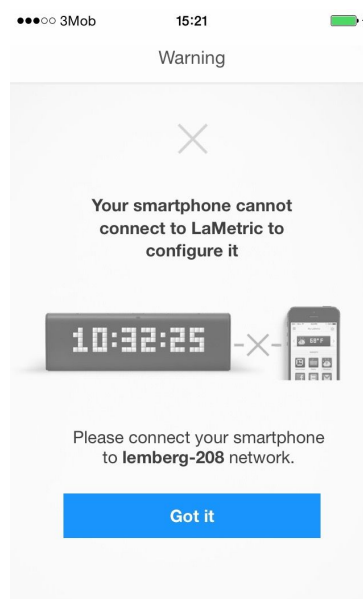 3Mob 15:21
Warning
Your smartphone cannot
connect to LaMetric to
configure it
10:32:25
68°F
Please connect your smartphone
to lemberg-208 network.
Got it